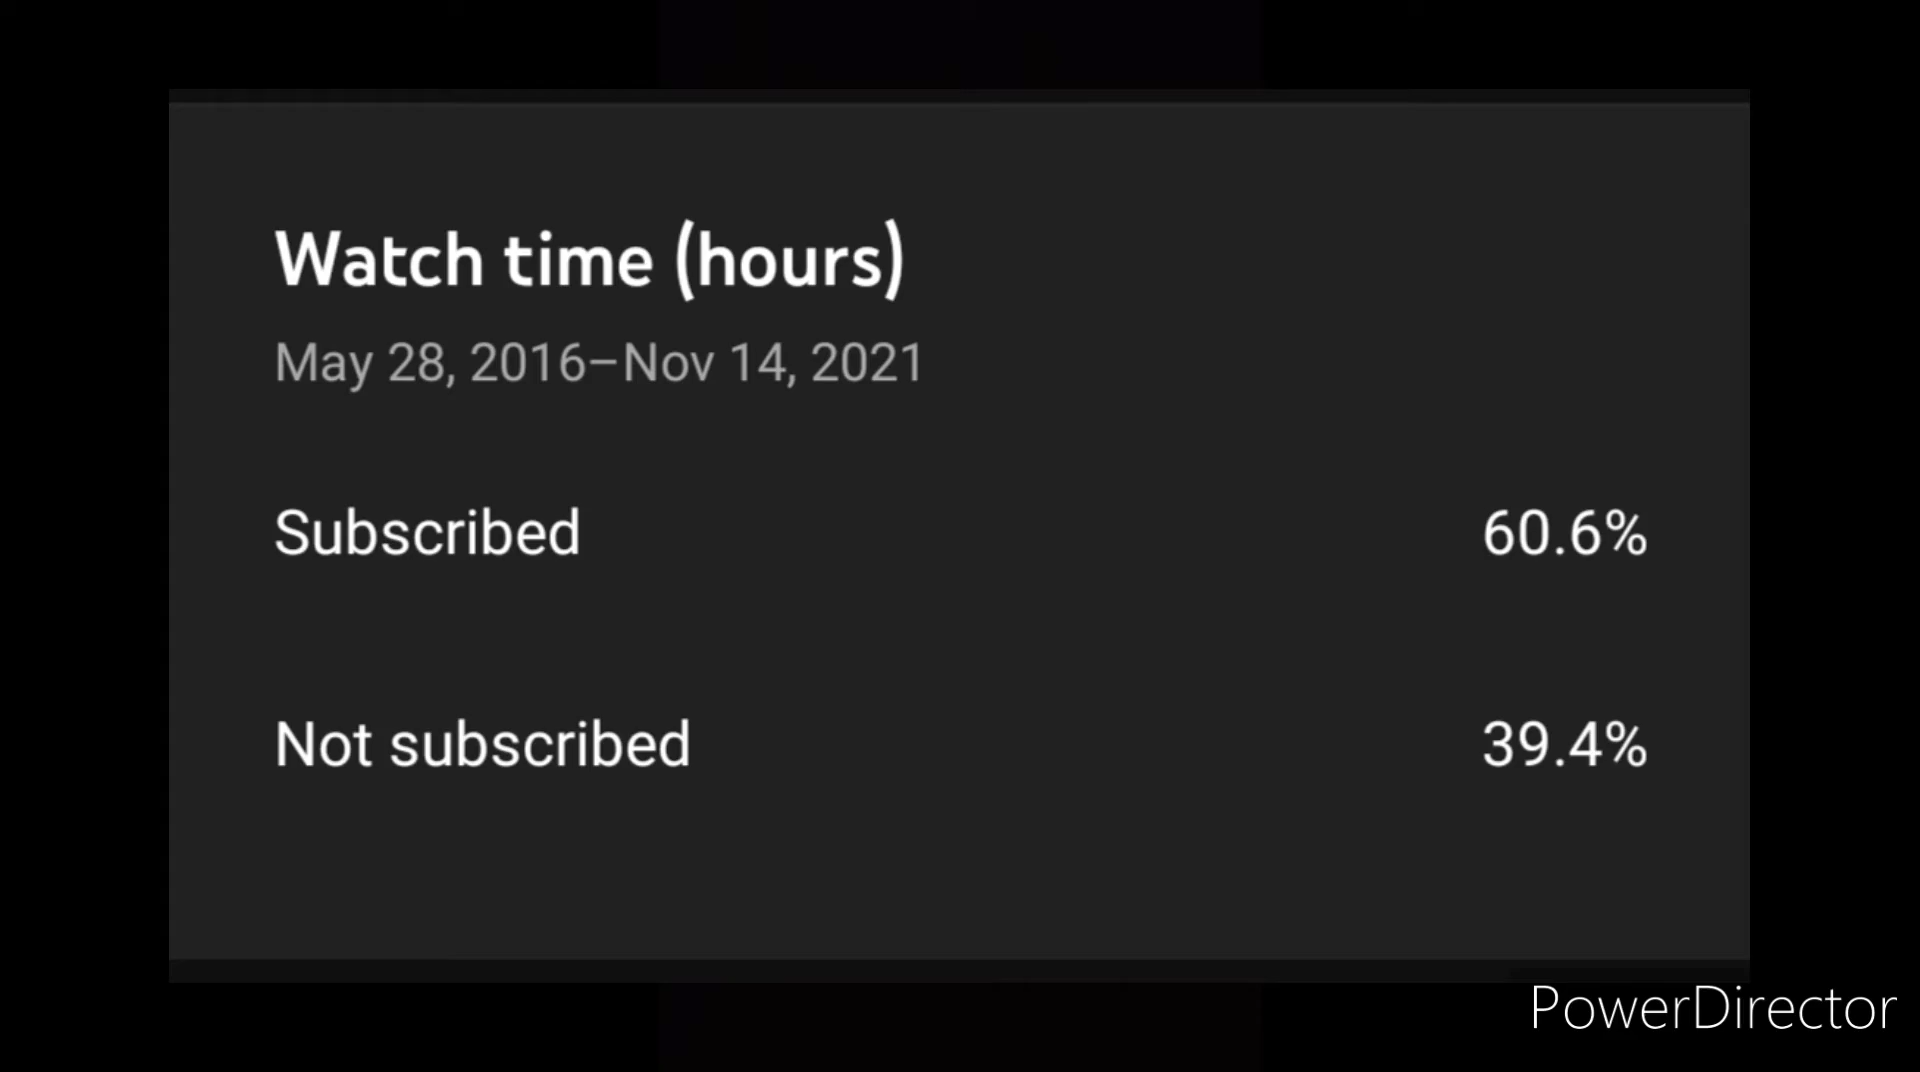 Watch time (hours)
May 28, 2016–Nov 14, 2021
Subscribed 60.6%
Not subscribed 39.4%
PowerDirector